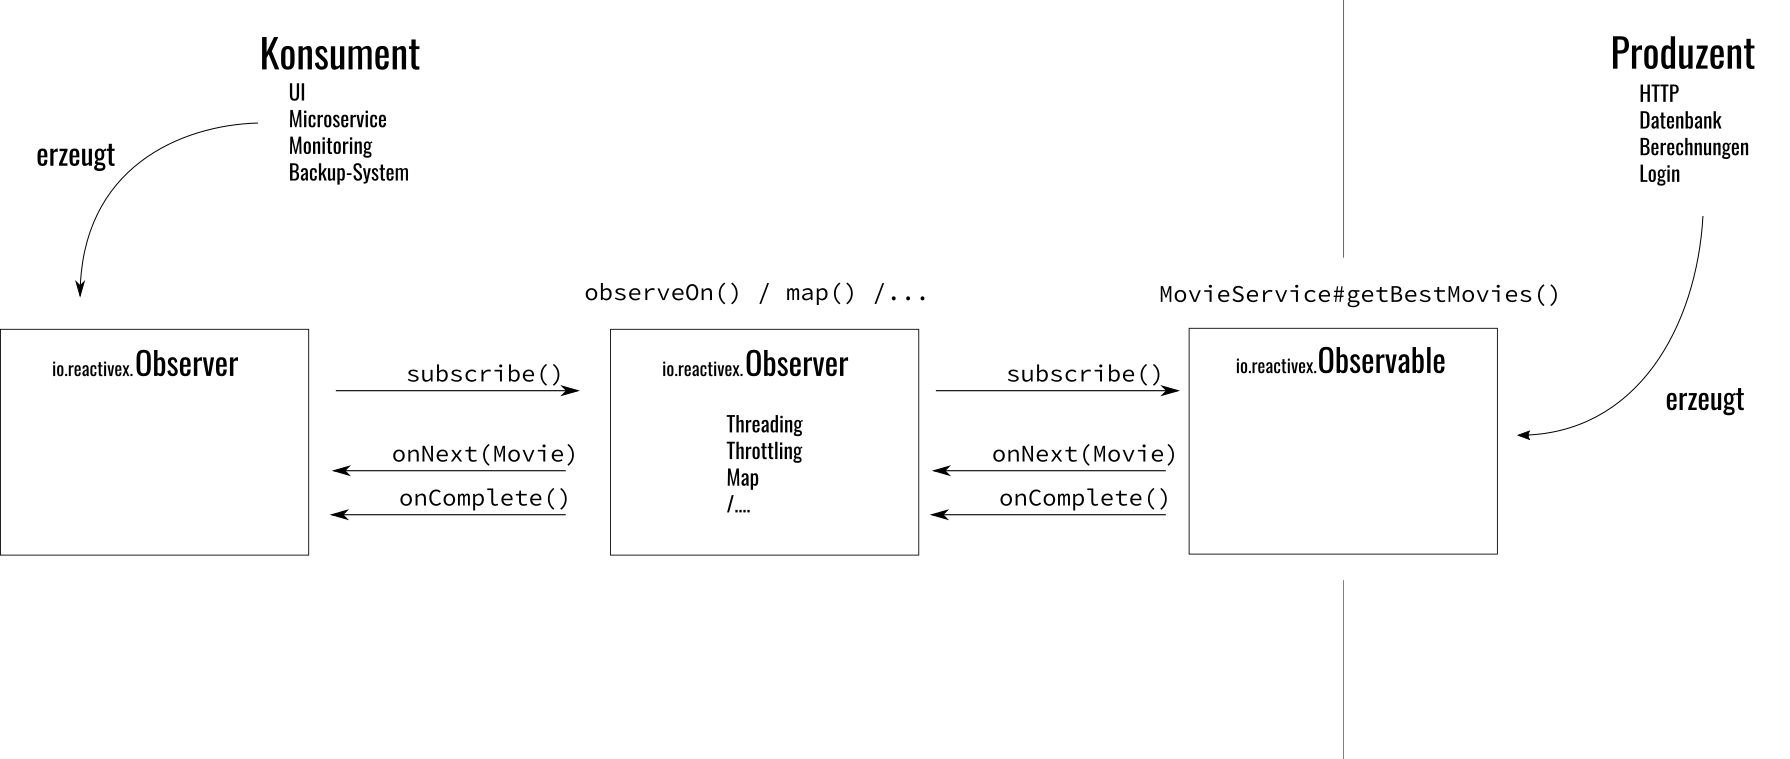 Konsument
UI
Microservice
Monitoring
Backup-System
erzeugt
Produzent
HTTP
Datenbank
Berechnungen
Login
erzeugt
observeOn() / map() /...
MovieService#getBestMovies()
io.reactivex.Observer
subscribe()
onNext(Movie)
onComplete()
io.reactivex.Observer
Threading
Throttling
Map
/....
subscribe()
onNext(Movie)
onComplete()
io.reactivex.Observable